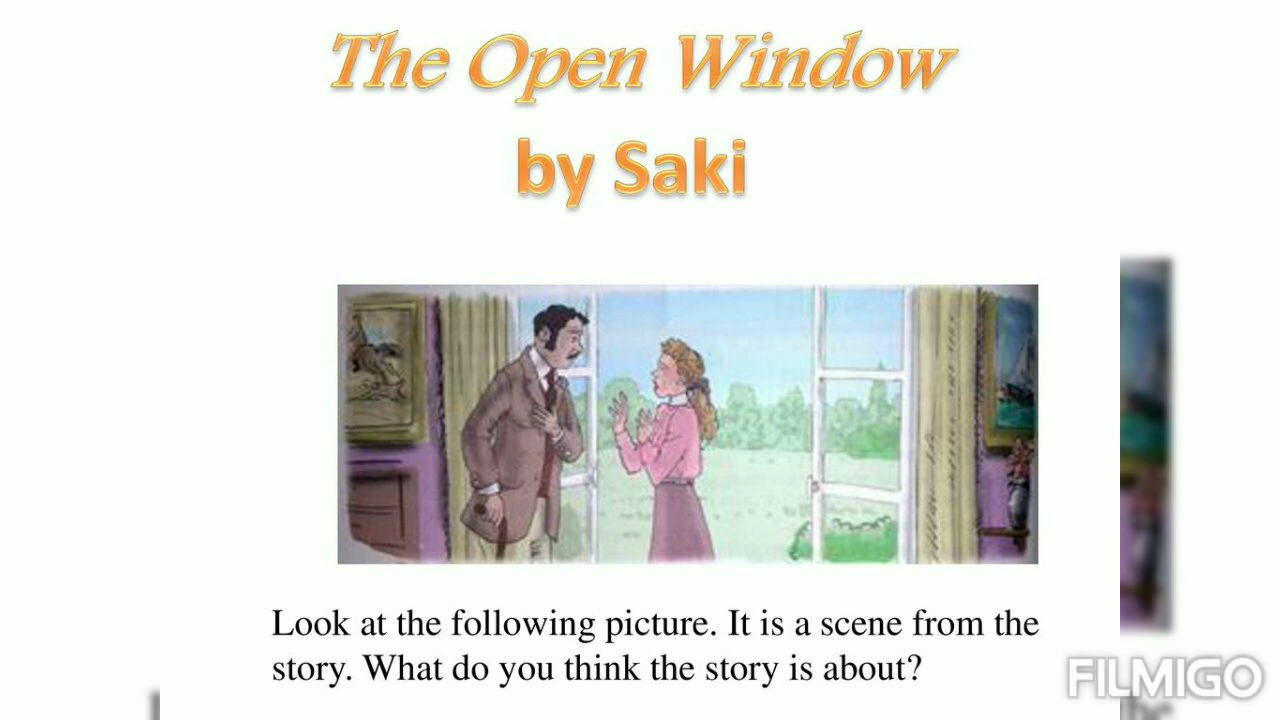 The Open Window
by Saki
Look at the following picture. It is a scene from the
story. What do you think the story is about?
FILMIGO